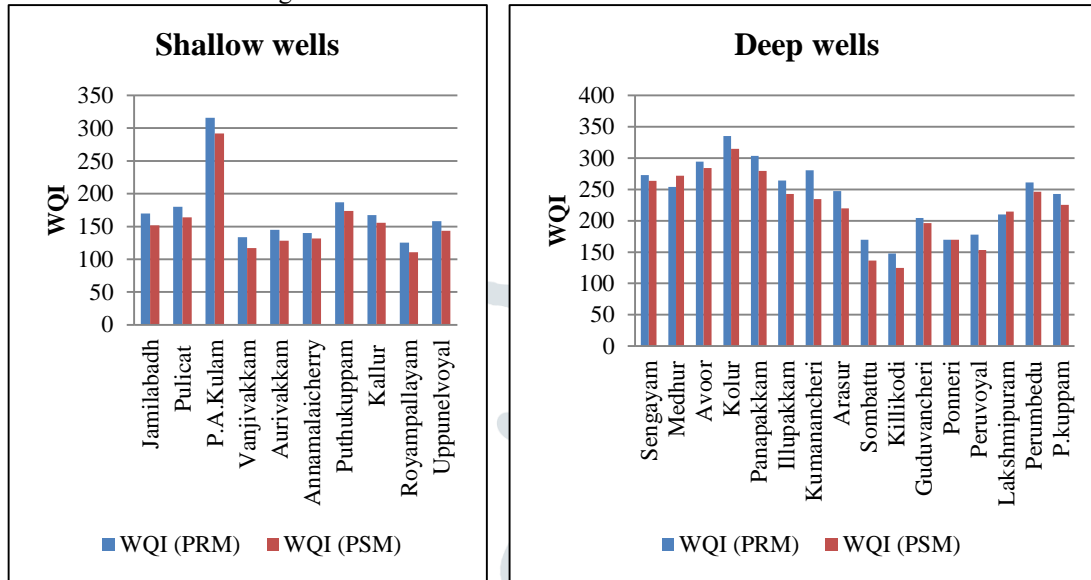 Shallow wells
WQI
350
300
250
200
150
100
50
0
Jamilabadh
Pulicat
P.A.Kulam
Vanjivakkam
Aurivakkam
Annamalaicherry
Puthukuppam
Kallur
Royampallayam
Uppunelvoyal
WQI (PRM) WQI (PSM)
Deep wells
WQI
400
350
300
250
200
150
100
50
0
Sengayam
Medhur
Avoor
Kolur
Panapakkam
Illupakkam
Kumanancheri
Arasur
Sombattu
Killikodi
Guduvancheri
Ponneri
Peruvoyal
Lakshmipuram
Perumbedu
P.kuppam
WQI (PRM) WQI (PSM)